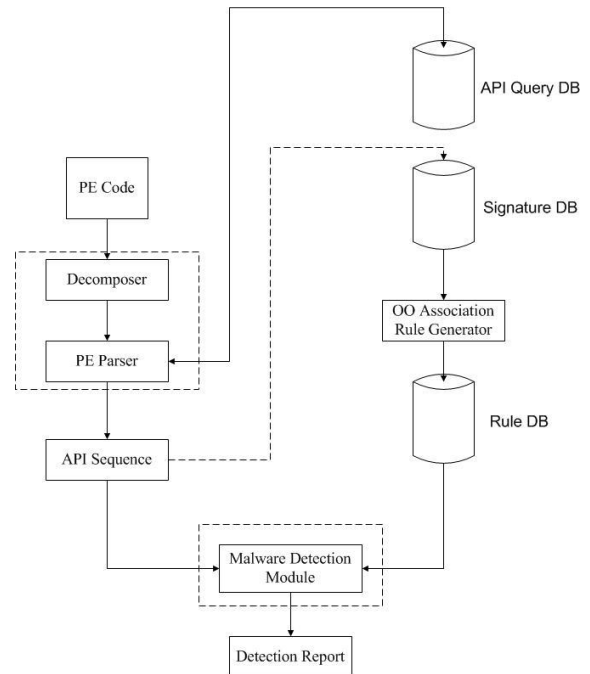 API Query DB
PE Code
Signature DB
Decomposer
OO Association
Rule Generator
PE Parser
Rule DB
API Sequence
Malware Detection
Module
Detection Report